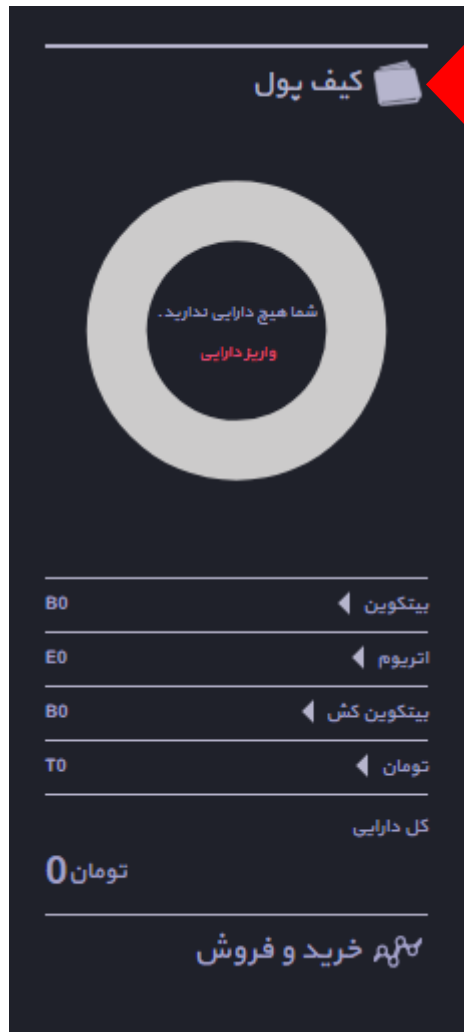 کیف پول
شما هیچ دارایی ندارید.
واریز دارایی
بیتکوین B0
اتریوم E0
بیتکوین کش B0
تومان T0
کل دارایی
0 تومان
خرید و فروش